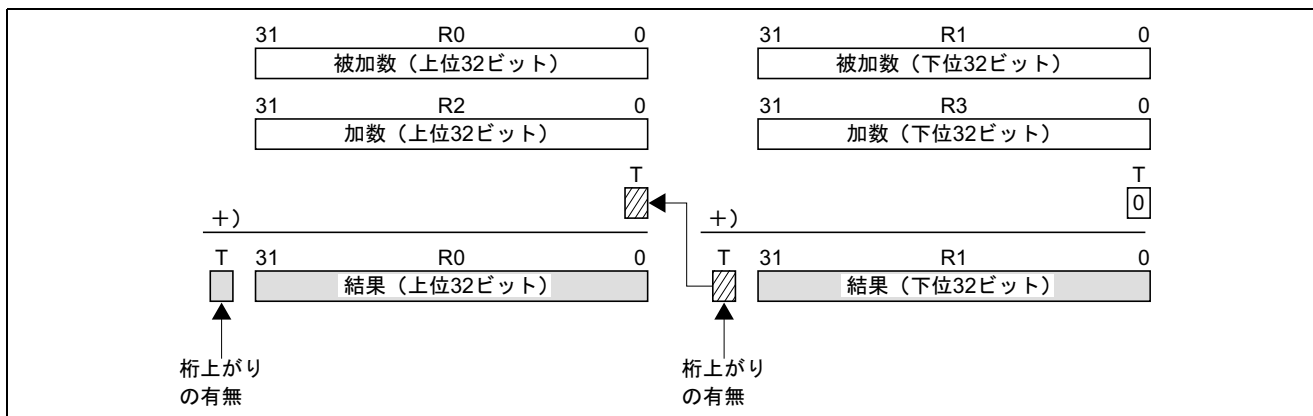 31 R0 0 31 R1 0
被加数（上位32ビット） 被加数（下位32ビット）
31 R2 0 31 R3 0
加数（上位32ビット） 加数（下位32ビット）
T T
0
＋） ＋）
T 31 R0 0 T 31 R1 0
結果（上位32ビット） 結果（下位32ビット）
桁上がり 桁上がり
の有無 の有無